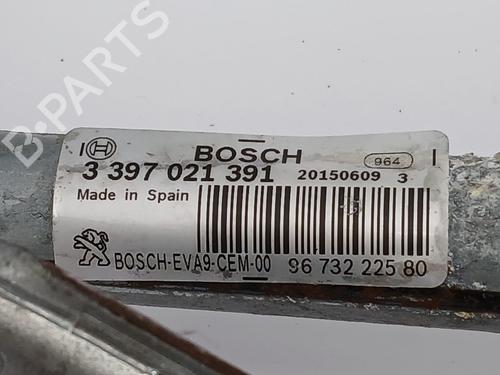 BOSCH 964
3 397 021 391 20150609 3
Made in Spain
BOSCH-EVA9-CEM-00 96 732 225 80
B-PARTS